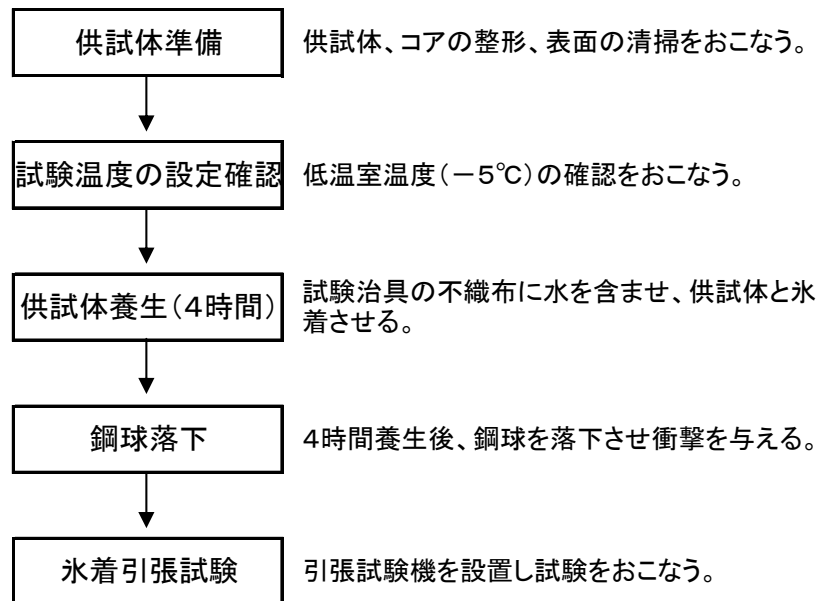 供試体準備
供試体、コアの整形、表面の清掃をおこなう。
試験温度の設定確認
低温室温度(－５℃)の確認をおこなう。
供試体養生(４時間)
試験治具の不織布に水を含ませ、供試体と氷
着させる。
鋼球落下
４時間養生後、鋼球を落下させ衝撃を与える。
氷着引張試験
引張試験機を設置し試験をおこなう。